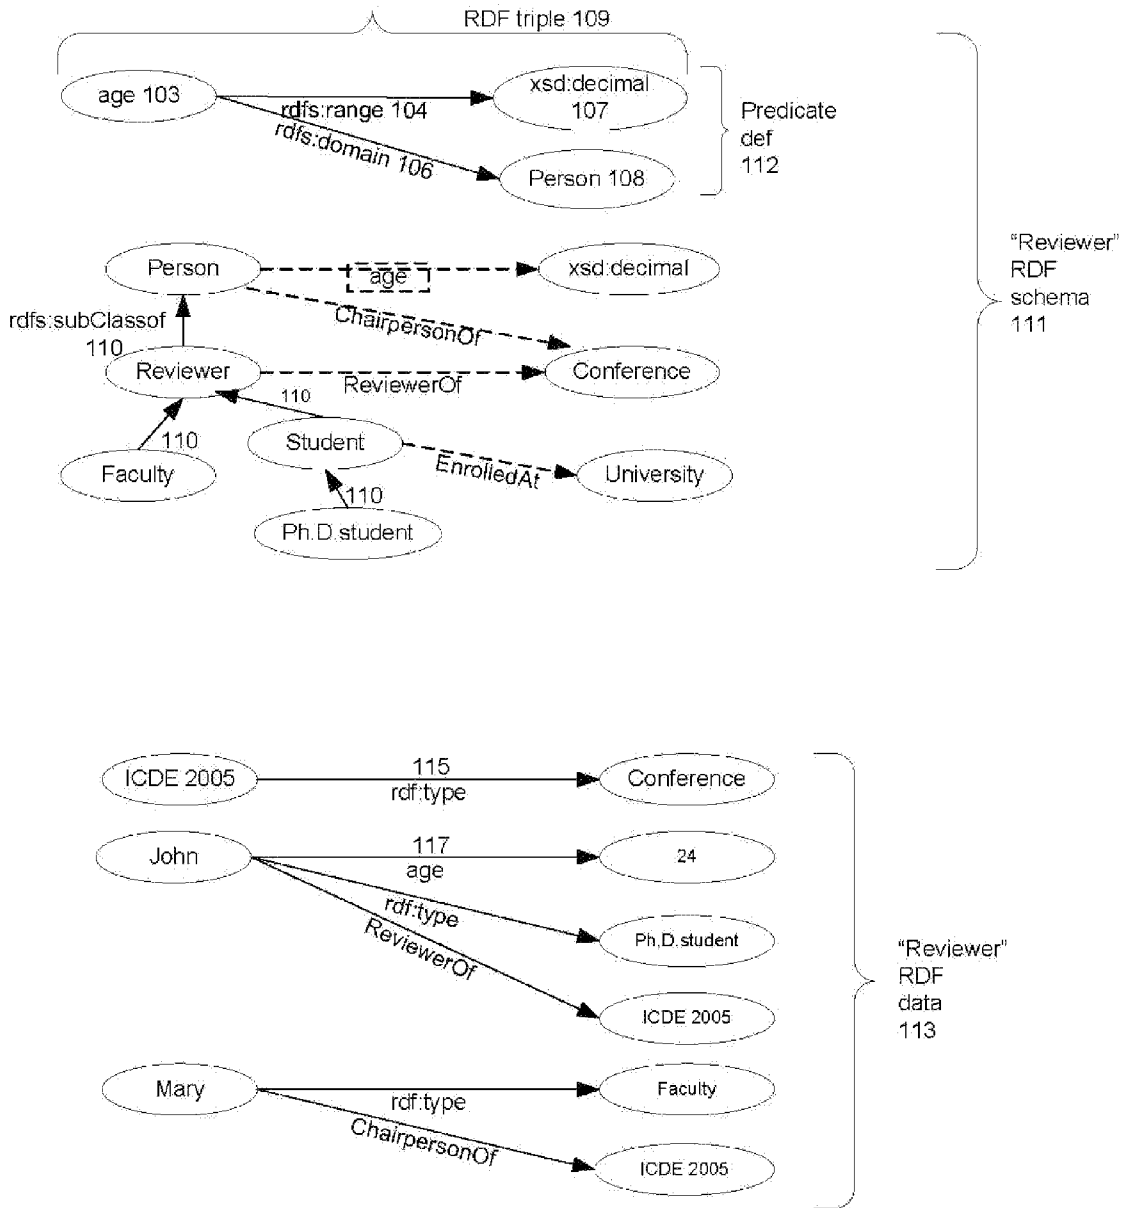 RDF triple 109
age 103
rdfs:range 104
xsd:decimal
107
rdfs:domain 106
Person 108
Predicate
def
112
Person
age
xsd:decimal
ChairpersonOf
rdfs:subClassof
110
Reviewer
ReviewerOf
Conference
110
110
Faculty
Student
EnrolledAt
University
110
Ph.D.student
"Reviewer"
RDF
schema
111
ICDE 2005
115
rdf:type
Conference
John
117
age
24
rdf:type
Ph,D.student
ReviewerOf
ICDE 2005
Mary
rdf:type
Faculty
ChairpersonOf
ICDE 2005
"Reviewer"
RDF
data
113